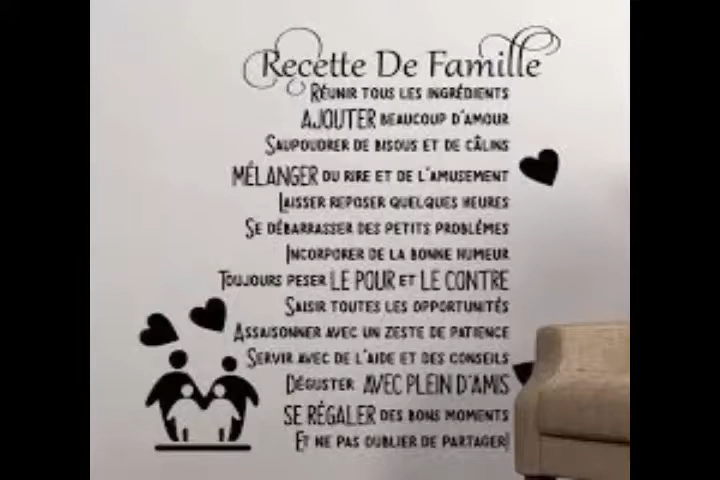 Recette De Famille
RÉUNIR TOUS LES INGRÉDIENTS
AJOUTER BEAUCOUP D'AMOUR
SAUPOUDRER DE BISOUS ET DE CÂLINS
MÉLANGER DU RIRE ET DE L'AMUSEMENT
LAISSER REPOSER QUELQUES HEURES
SE DÉBARRASSER DES PETITS PROBLÈMES
INCORPORER DE LA BONNE HUMEUR
TOUJOURS PESER LE POUR ET LE CONTRE
SAISIR TOUTES LES OPPORTUNITÉS
ASSAISONNER AVEC UN ZESTE DE PATIENCE
SERVIR AVEC DE L'AIDE ET DES CONSEILS
DÉGUSTER AVEC PLEIN D'AMIS
SE RÉGALER DES BONS MOMENTS
ET NE PAS OUBLIER DE PARTAGER!